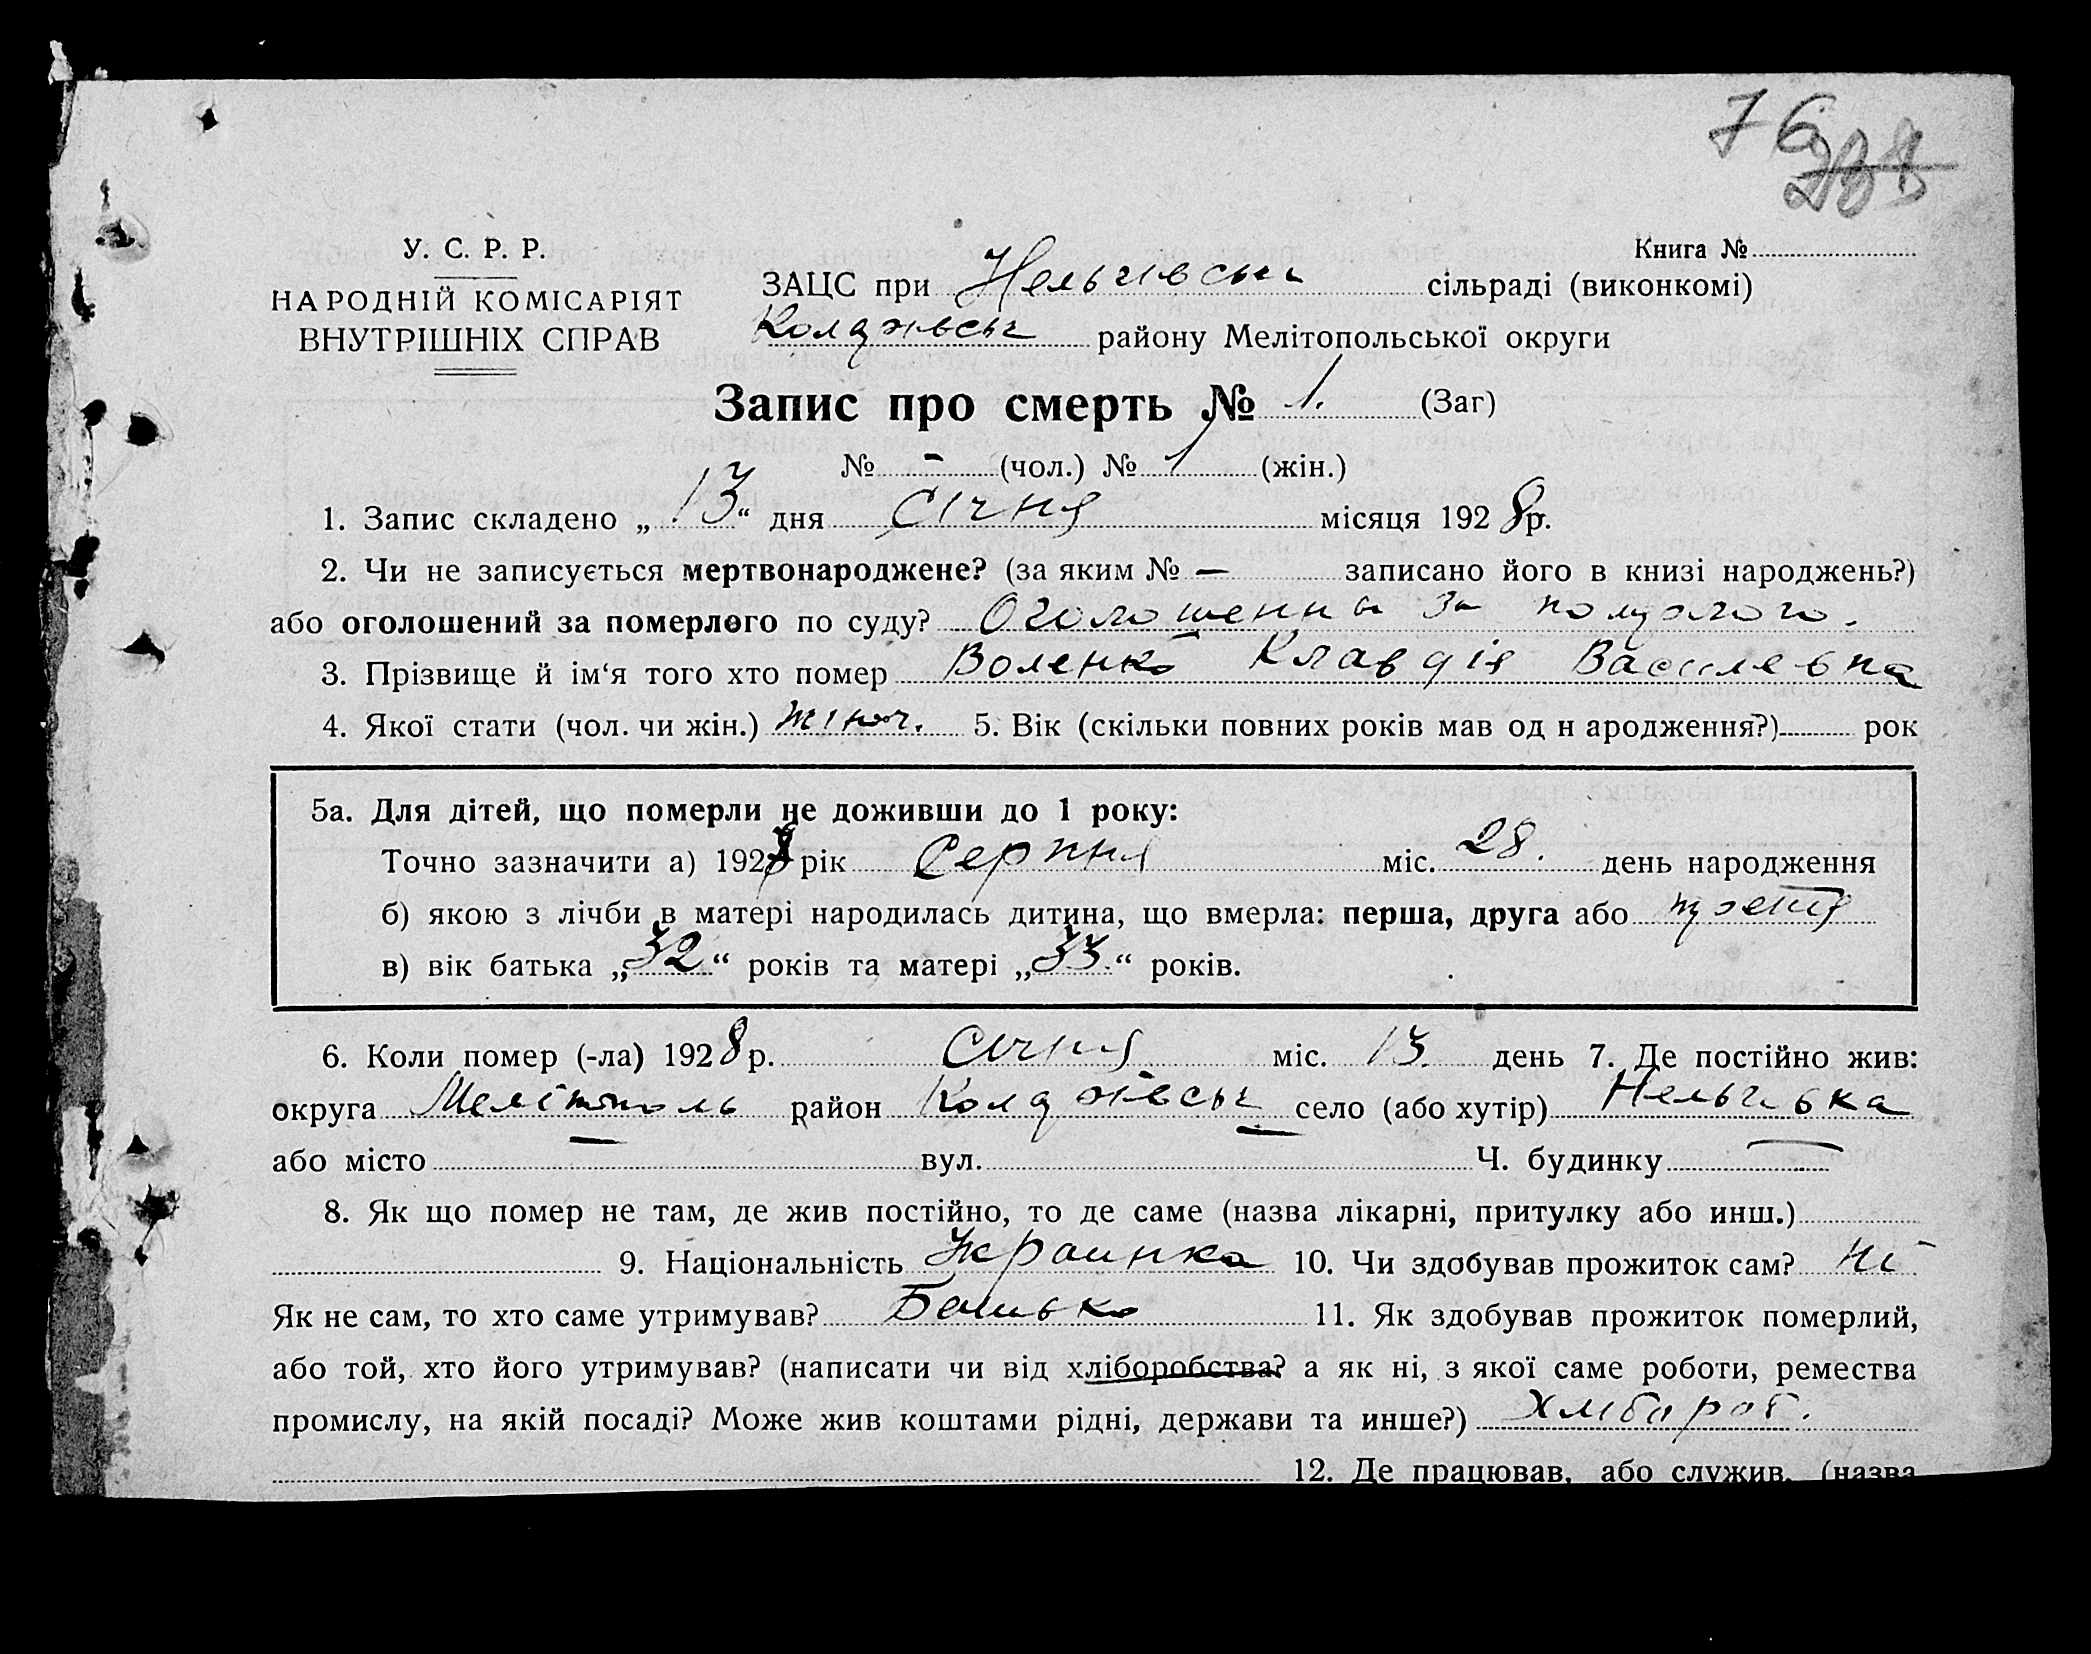 76
288
У. С. Р. Р.
Книга №
НАРОДНІЙ КОМІСАРІЯТ
ВНУТРІШНІХ СПРАВ
ЗАЦС при Нельгівськ сільраді (виконкомі)
району Мелітопольської округи
Запис про смерть № 1. (Заг)
№ - (чол.) № 1 (жін.)
1. Запис складено „13“ дня Січня місяця 1928р.
2. Чи не записується мертвонароджене? (за яким № — записано його в книзі народжень?)
або оголошений за померлого по суду? Оголошенна за померлого.
3. Прізвище й ім‘я того хто помер Воленко Клавдія Василевна
4. Якої стати (чол. чи жін.) жіноч. 5. Вік (скільки повних років мав од н ародження?) рок
5а. Для дітей, що померли не доживши до 1 року:
Точно зазначити а) 1927 рік Серпня міс. 28. день народження
б) якою з лічби в матері народилась дитина, що вмерла: перша, друга або третя
в) вік батька „32“ років та матері „33“ років.
6. Коли помер (-ла) 1928р. Січня міс. 13. день 7. Де постійно жив:
округа Мелітополь район село (або хутір) Нельгівка
або місто — вул. — Ч. будинку —
8. Як що помер не там, де жив постійно, то де саме (назва лікарні, притулку або инш.)
9. Національність Украинка 10. Чи здобував прожиток сам? Ні
Як не сам, то хто саме утримував? Батько 11. Як здобував прожиток померлий,
або той, хто його утримував? (написати чи від хліборобства? а як ні, з якої саме роботи, ремества
промислу, на якій посаді? Може жив коштами рідні, держави та инше?) Хлібороб.
12. Де працював, або служив, (назва